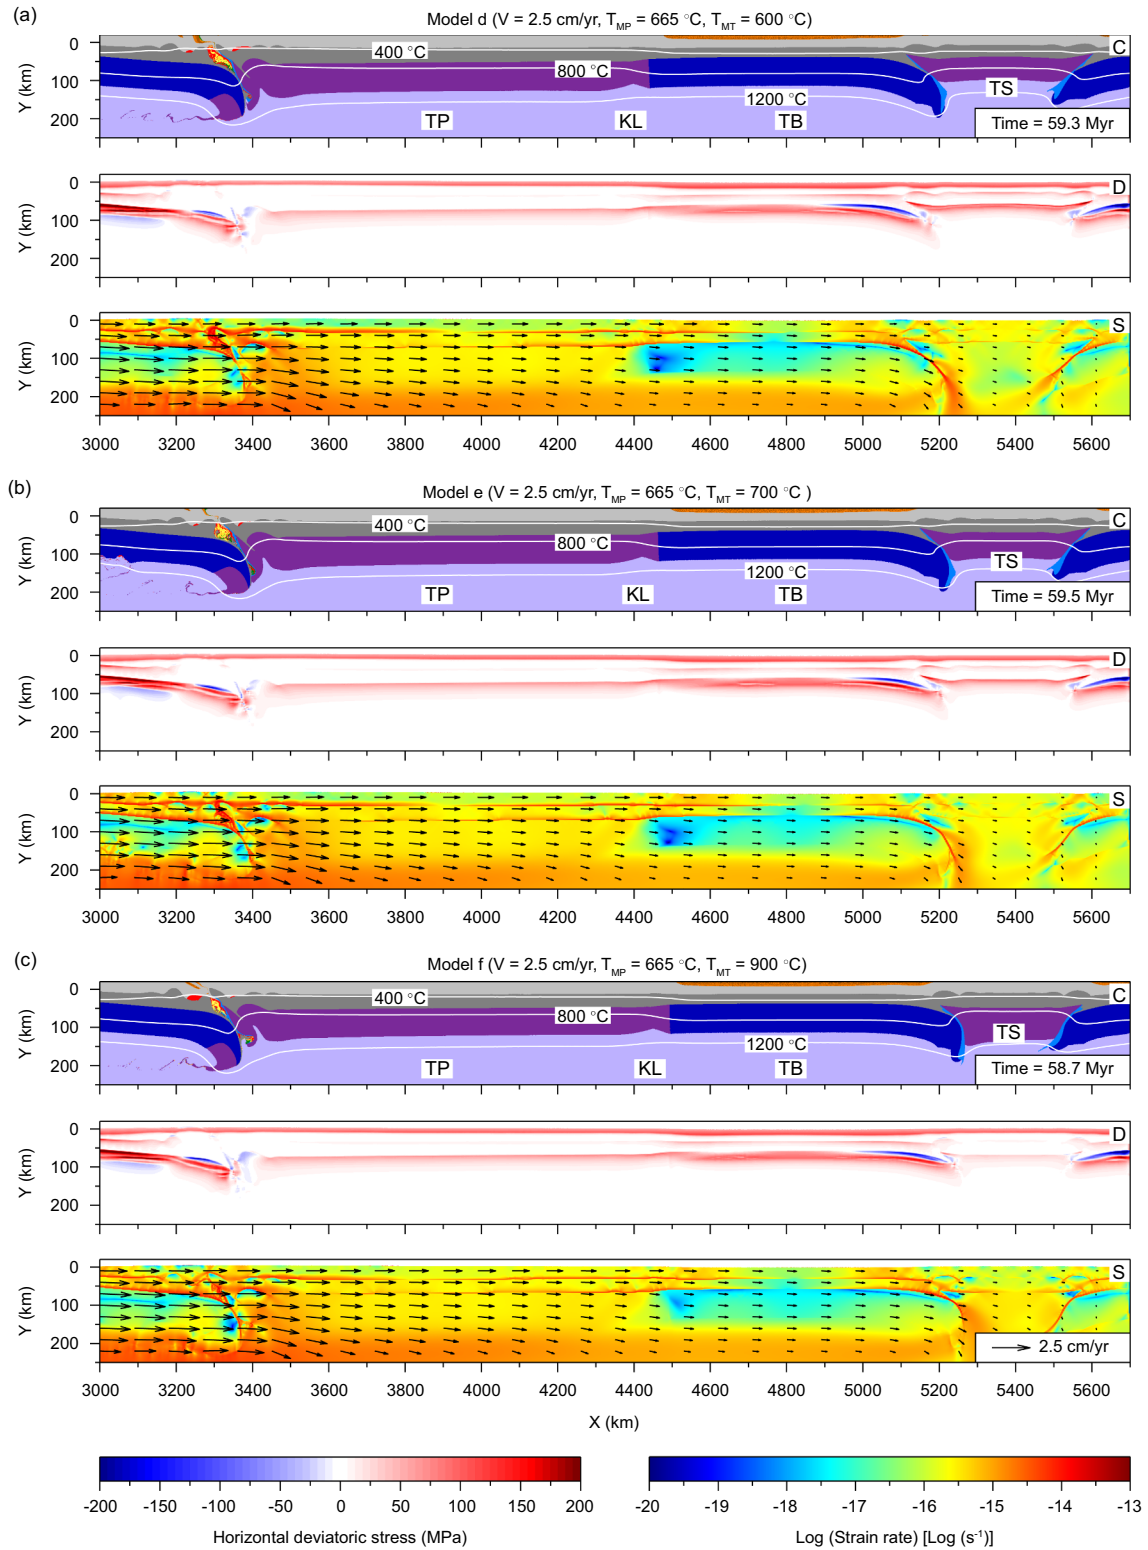 (a)
Model d (V = 2.5 cm/yr, T_MP = 665 °C, T_MT = 600 °C)
0
100
200
Y (km)
400 °C
800 °C
1200 °C
C
TS
TP
KL
TB
Time = 59.3 Myr
0
100
200
Y (km)
D
0
100
200
Y (km)
S
3000 3200 3400 3600 3800 4000 4200 4400 4600 4800 5000 5200 5400 5600
(b)
Model e (V = 2.5 cm/yr, T_MP = 665 °C, T_MT = 700 °C )
0
100
200
Y (km)
400 °C
800 °C
1200 °C
C
TS
TP
KL
TB
Time = 59.5 Myr
0
100
200
Y (km)
D
0
100
200
Y (km)
S
3000 3200 3400 3600 3800 4000 4200 4400 4600 4800 5000 5200 5400 5600
(c)
Model f (V = 2.5 cm/yr, T_MP = 665 °C, T_MT = 900 °C)
0
100
200
Y (km)
400 °C
800 °C
1200 °C
C
TS
TP
KL
TB
Time = 58.7 Myr
0
100
200
Y (km)
D
0
100
200
Y (km)
S
2.5 cm/yr
3000 3200 3400 3600 3800 4000 4200 4400 4600 4800 5000 5200 5400 5600
X (km)
-200 -150 -100 -50 0 50 100 150 200
Horizontal deviatoric stress (MPa)
-20 -19 -18 -17 -16 -15 -14 -13
Log (Strain rate) [Log (s⁻¹)]